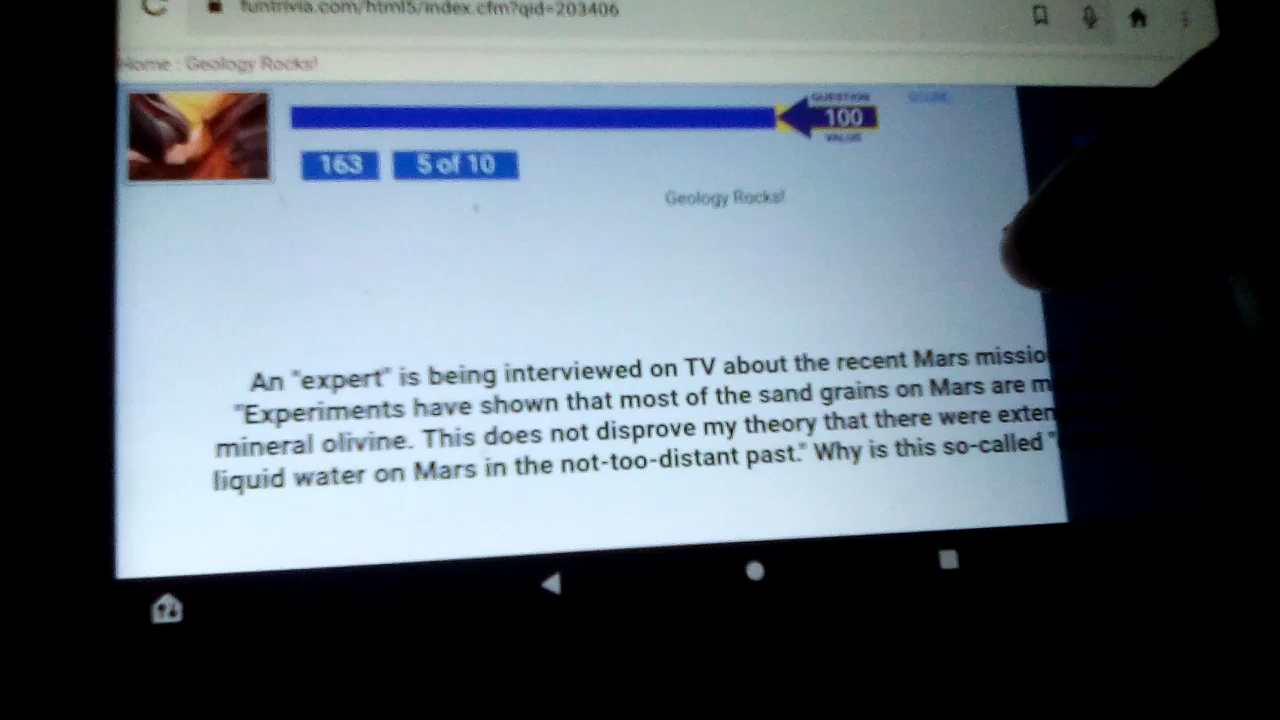 funtrivia.com/html5/index.cfm?qid=203406
Home : Geology Rocks!
QUESTION
100
VALUE
163
5 of 10
Geology Rocks!
An "expert" is being interviewed on TV about the recent Mars missio
"Experiments have shown that most of the sand grains on Mars are m
mineral olivine. This does not disprove my theory that there were exten
liquid water on Mars in the not-too-distant past." Why is this so-called "